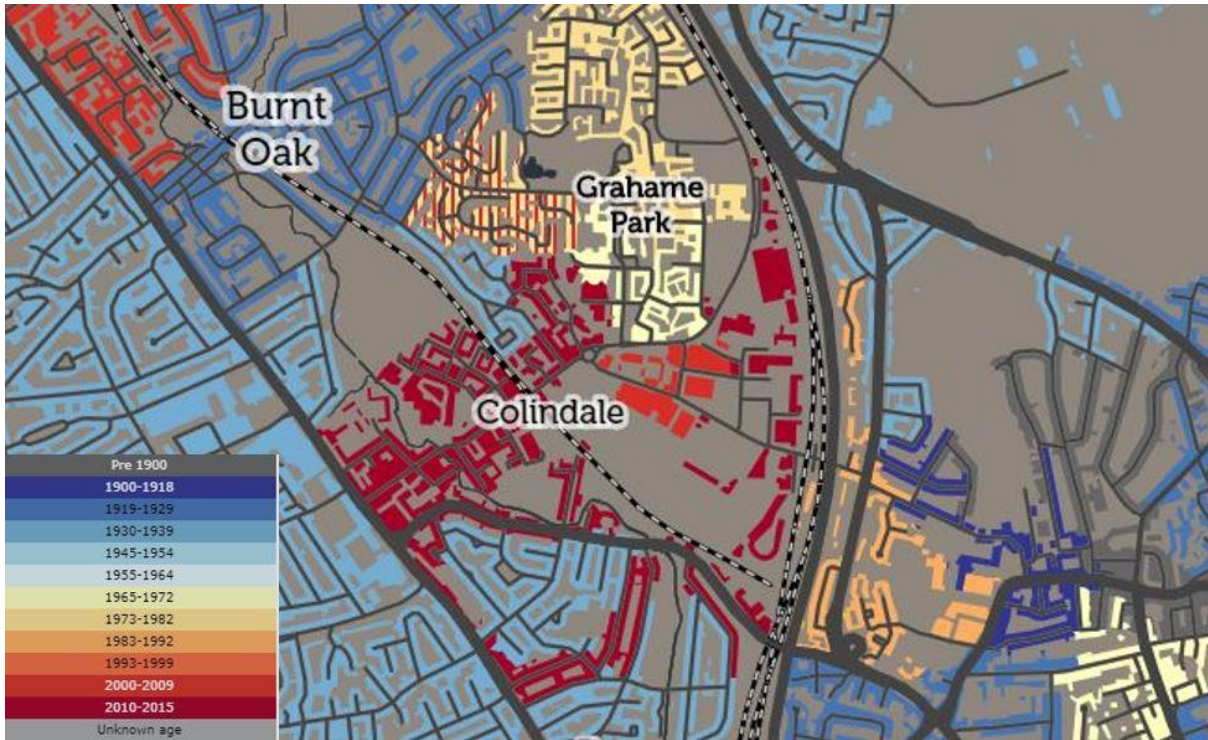 Burnt
Oak
Grahame
Park
Colindale
Pre 1900
1900-1918
1919-1929
1930-1939
1945-1954
1955-1964
1965-1972
1973-1982
1983-1992
1993-1999
2000-2009
2010-2015
Unknown age